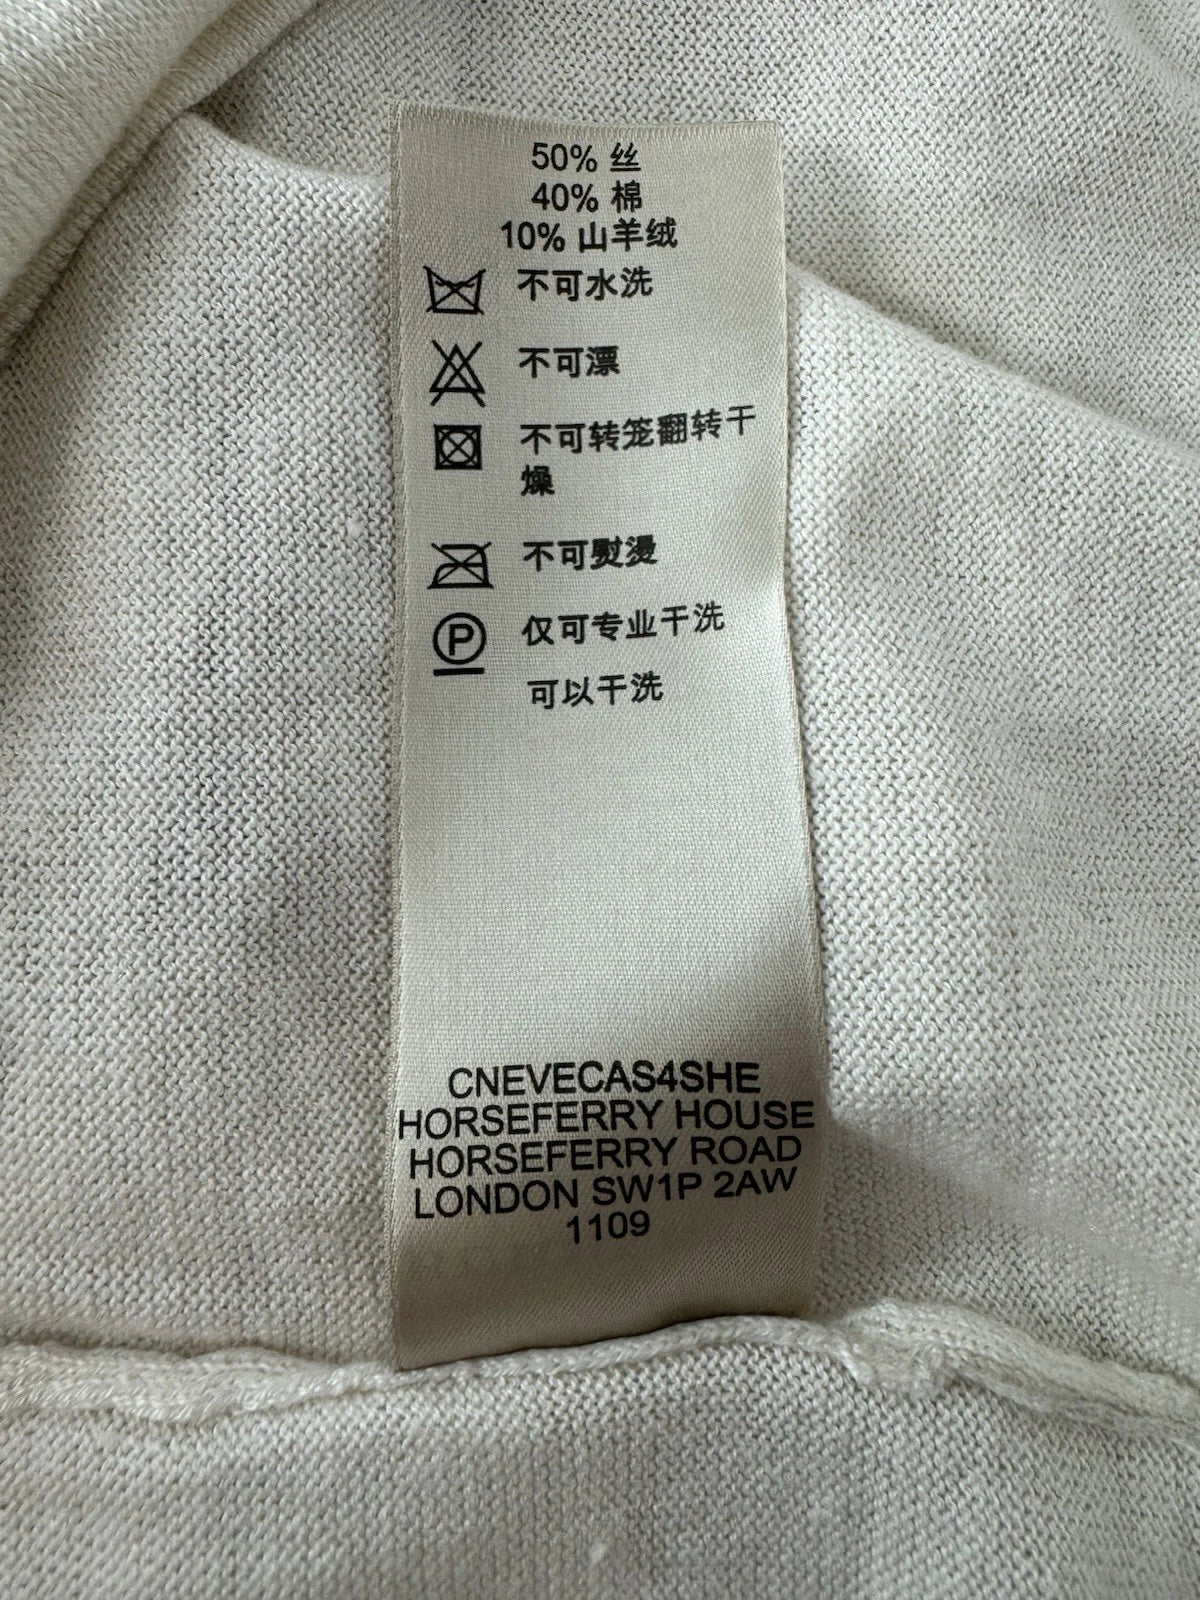 50% 丝
40% 棉
10% 山羊绒
不可水洗
不可漂
不可转笼翻转干
燥
不可熨烫
P 仅可专业干洗
可以干洗
CNEVECAS4SHE
HORSEFERRY HOUSE
HORSEFERRY ROAD
LONDON SW1P 2AW
1109